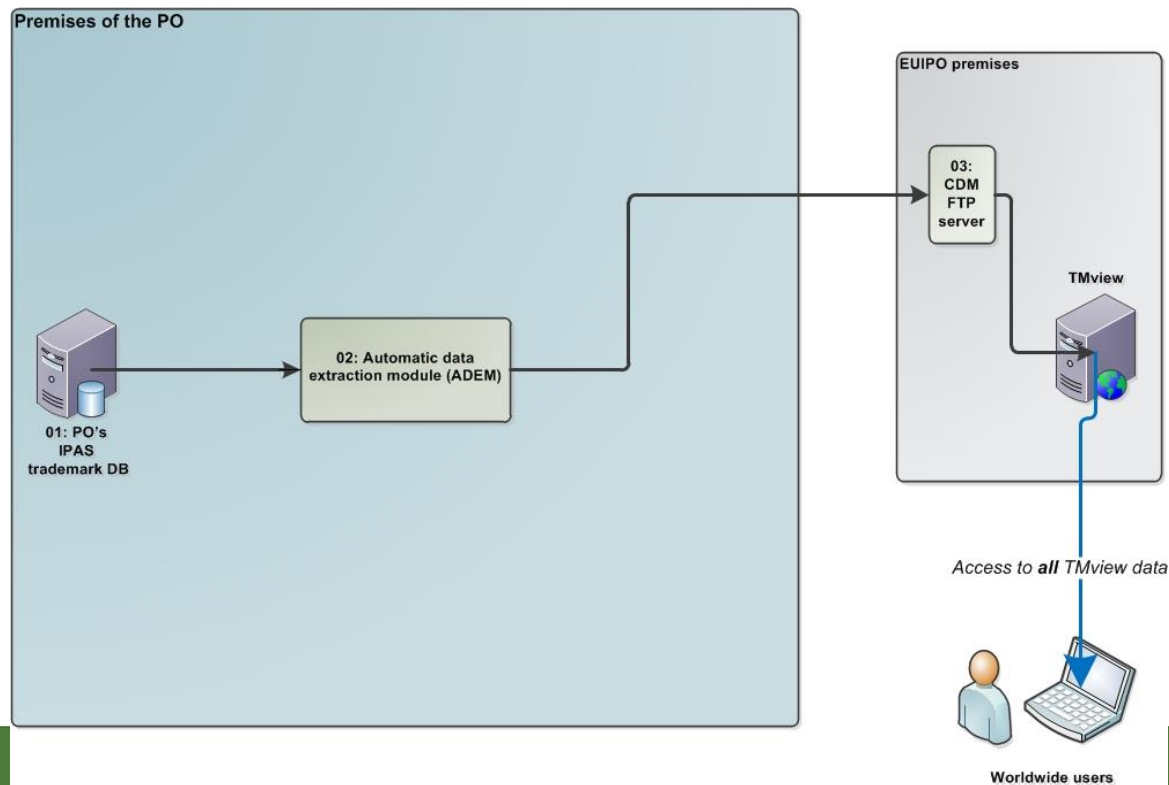 Premises of the PO
EUIPO premises
03:
CDM
FTP
server
TMview
02: Automatic data
extraction module (ADEM)
01: PO's
IPAS
trademark DB
Access to all TMview data
Worldwide users